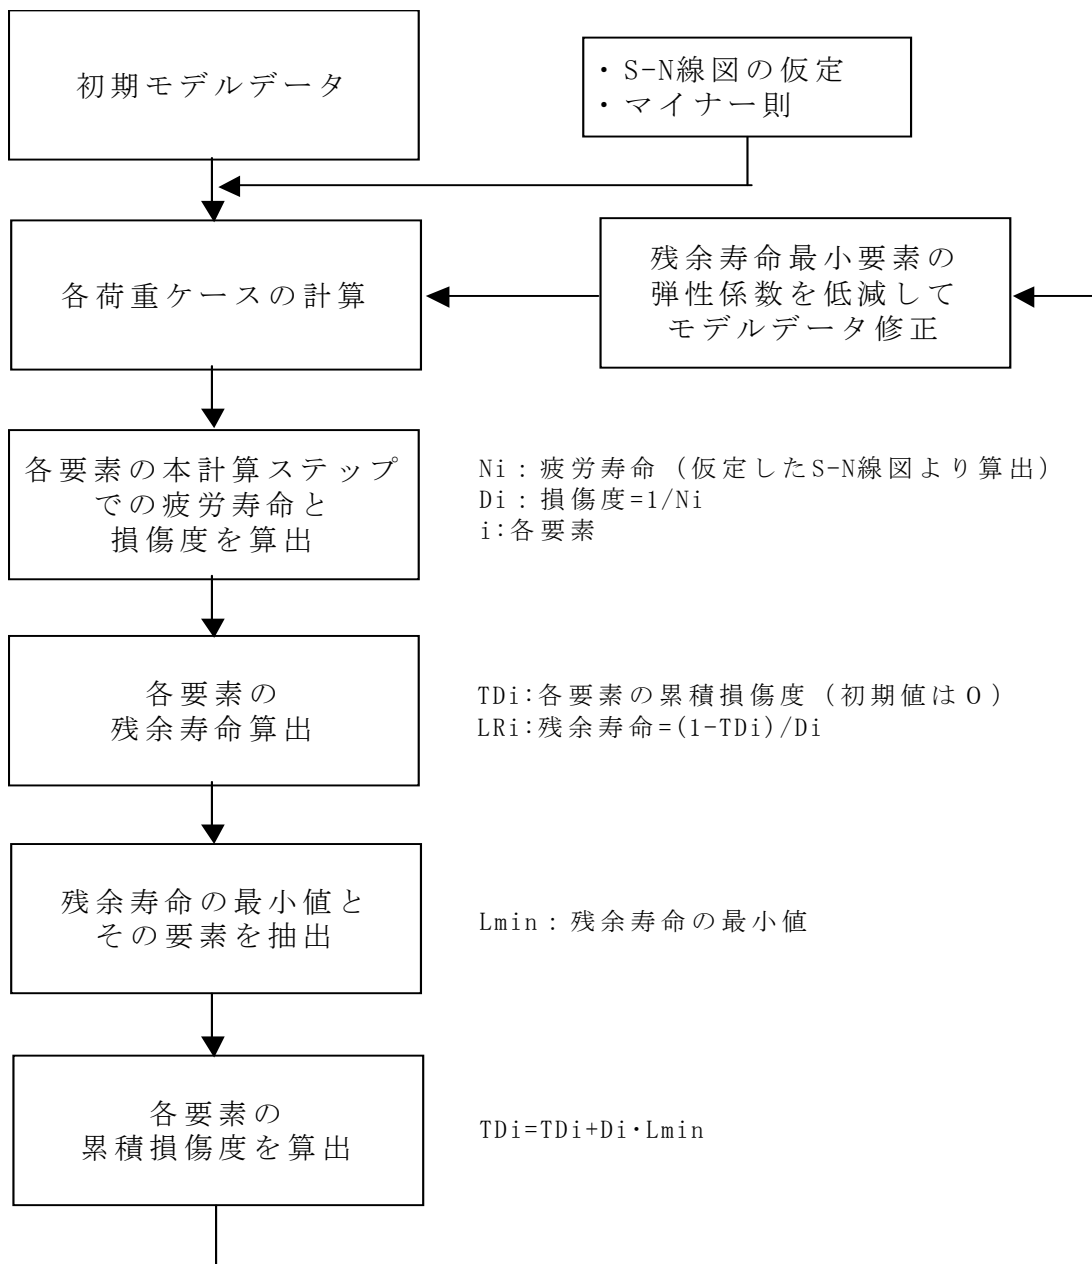 初期モデルデータ
・S-N線図の仮定
・マイナー則
各荷重ケースの計算
残余寿命最小要素の
弾性係数を低減して
モデルデータ修正
各要素の本計算ステップ
での疲労寿命と
損傷度を算出
Ni：疲労寿命（仮定したS-N線図より算出）
Di：損傷度=1/Ni
i:各要素
各要素の
残余寿命算出
TDi:各要素の累積損傷度（初期値は０）
LRi:残余寿命=(1-TDi)/Di
残余寿命の最小値と
その要素を抽出
Lmin：残余寿命の最小値
各要素の
累積損傷度を算出
TDi=TDi+Di･Lmin